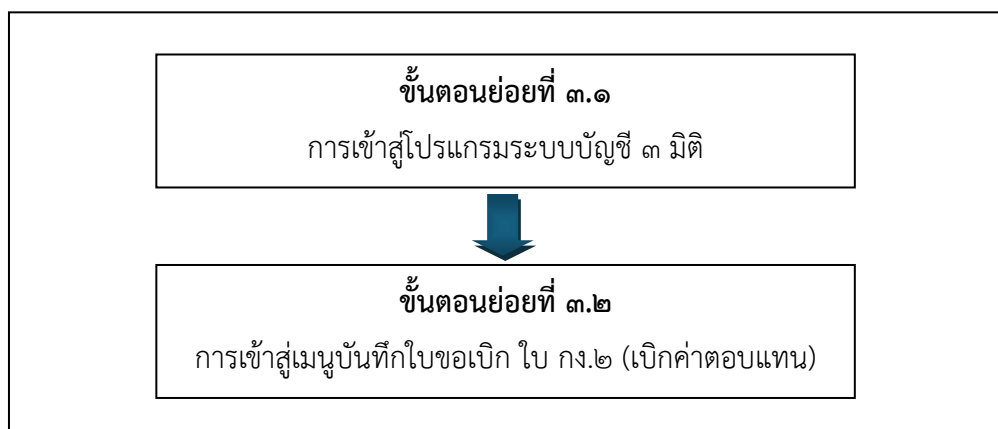 ขั้นตอนย่อยที่ ๓.๑
การเข้าสู่โปรแกรมระบบบัญชี ๓ มิติ
ขั้นตอนย่อยที่ ๓.๒
การเข้าสู่เมนูบันทึกใบขอเบิก ใบ กง.๒ (เบิกค่าตอบแทน)